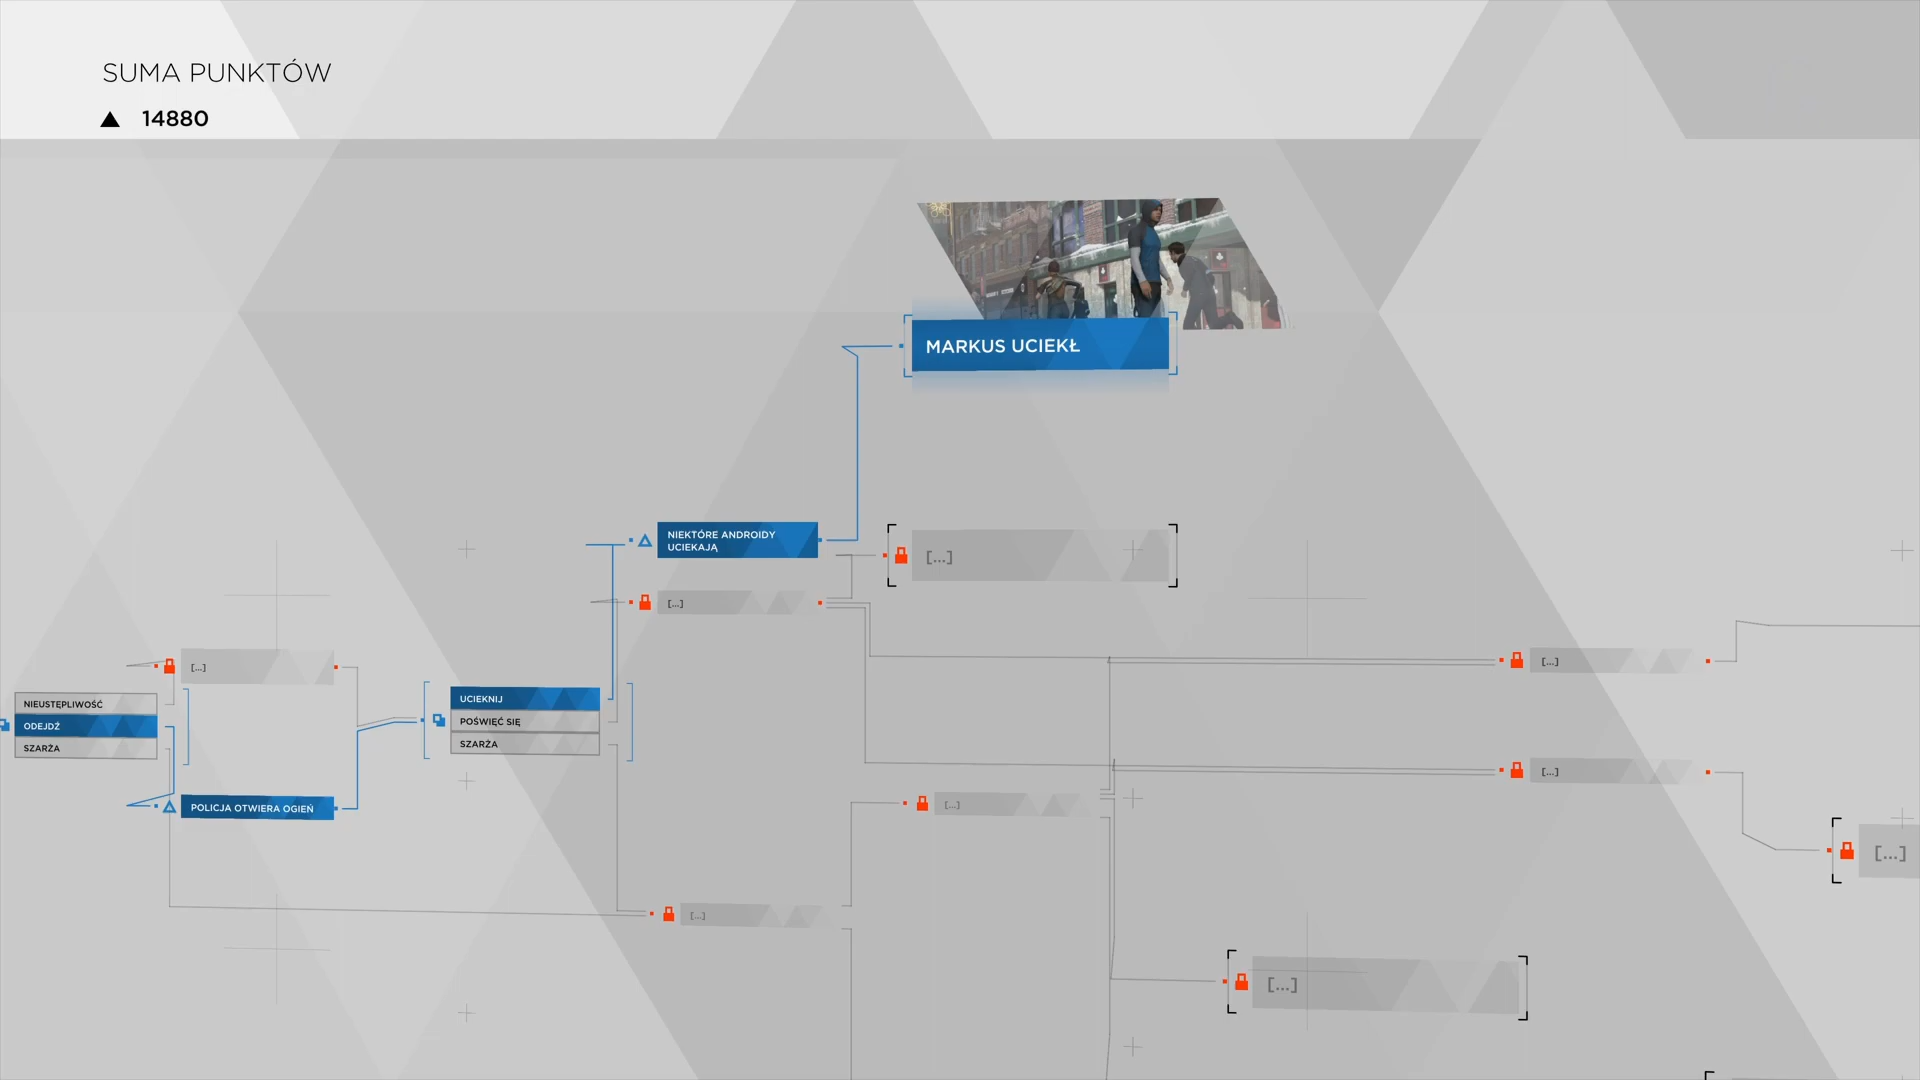 SUMA PUNKTÓW
14880
MARKUS UCIEKŁ
NIEKTÓRE ANDROIDY
UCIEKAJĄ
[...]
[...]
[...]
[...]
NIEUSTĘPLIWOŚĆ
ODEJDŹ
SZARŻA
UCIEKNIJ
POŚWIĘĆ SIĘ
SZARŻA
[...]
POLICJA OTWIERA OGIEŃ
[...]
[...]
[...]
[...]